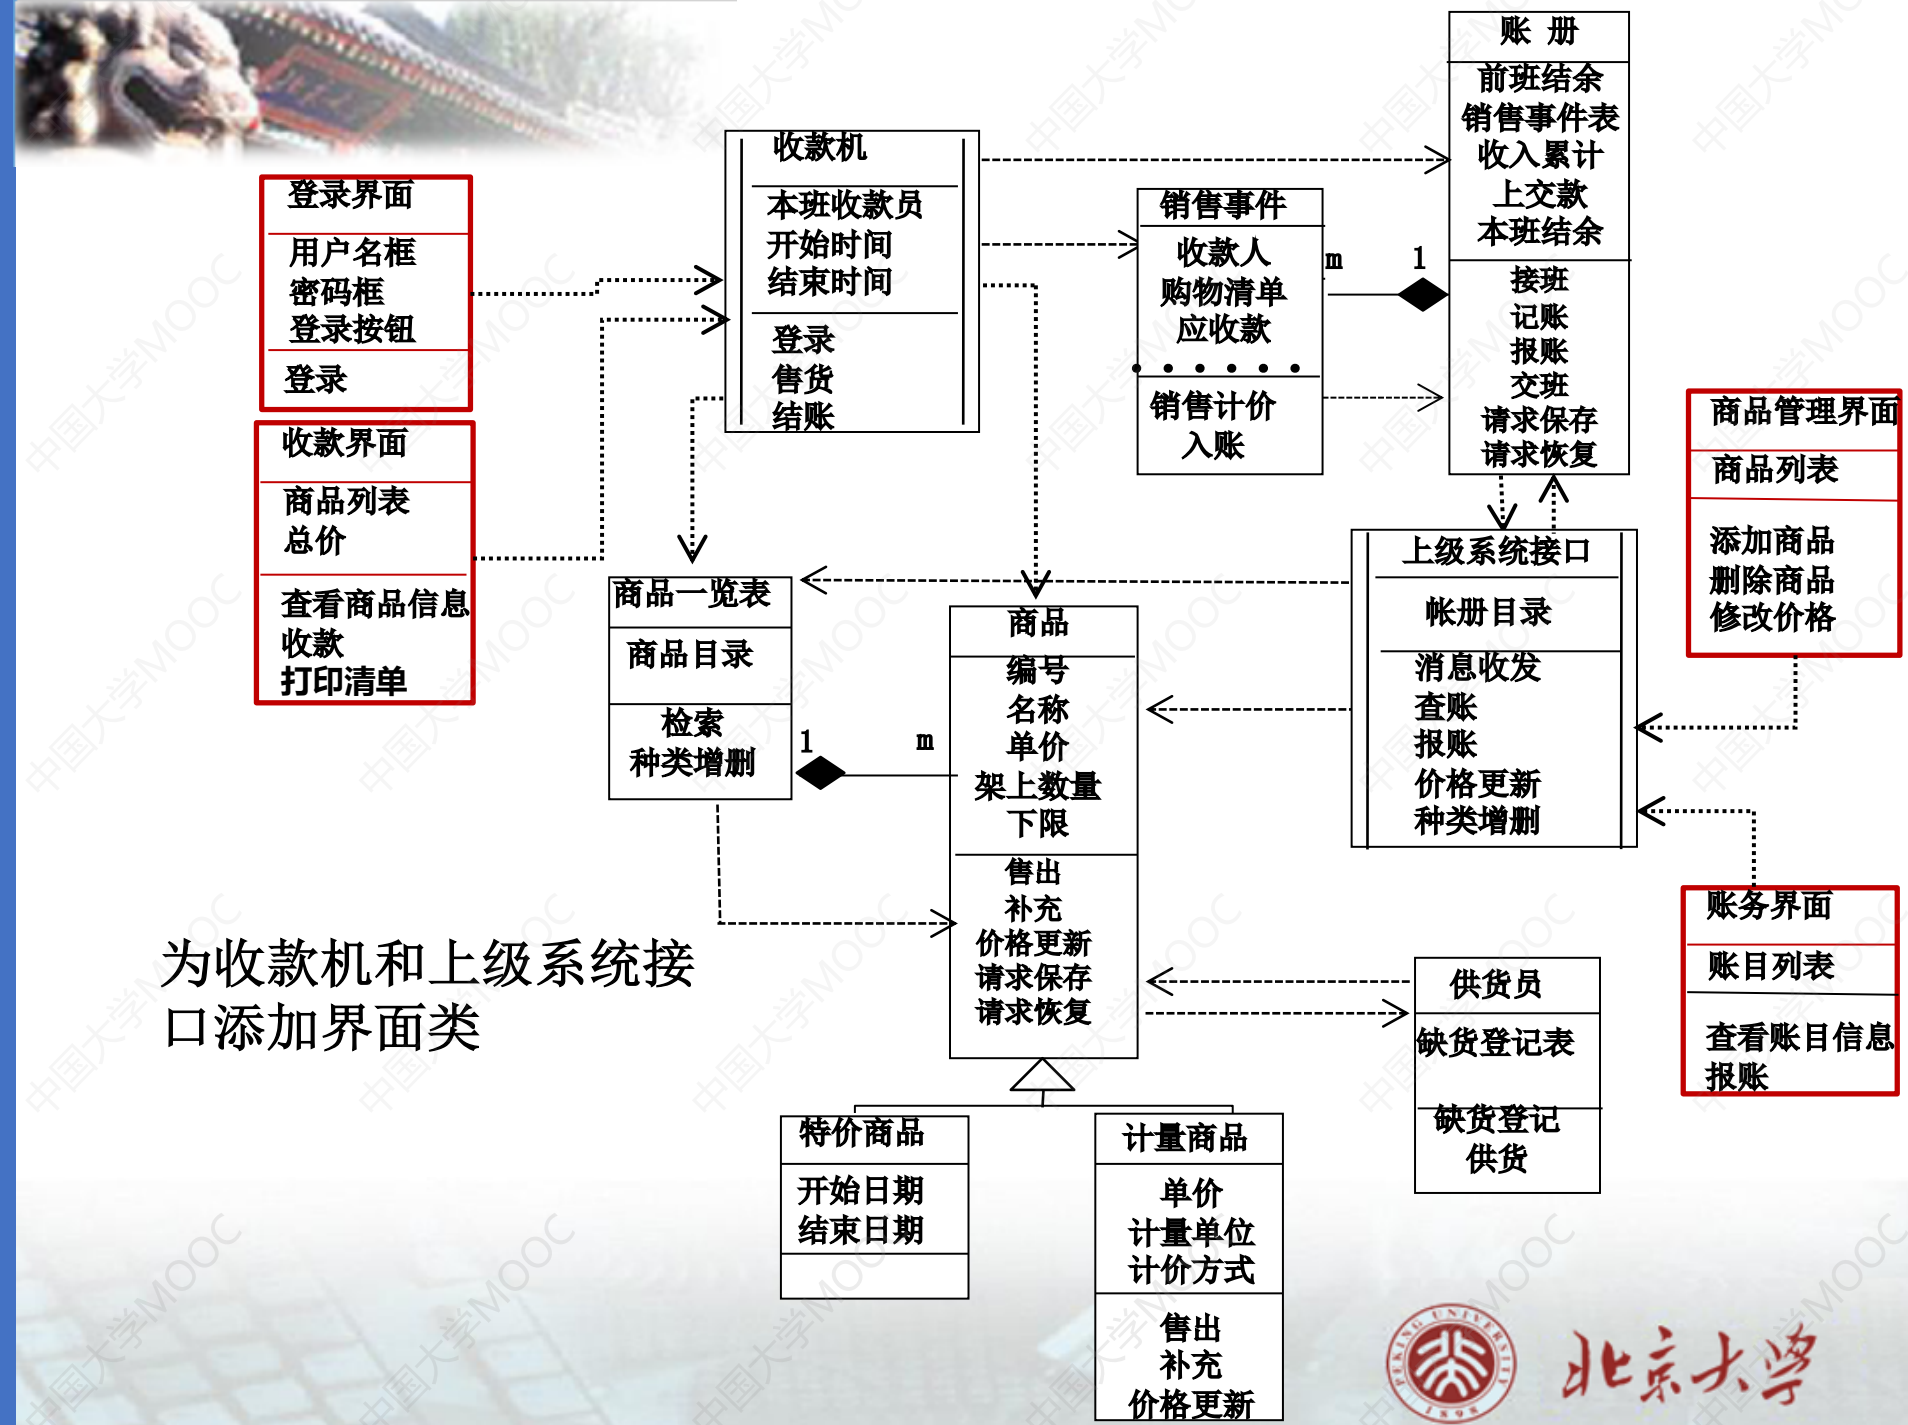 账 册
前班结余
销售事件表
收入累计
上交款
本班结余
接班
记账
报账
交班
请求保存
请求恢复
收款机
本班收款员
开始时间
结束时间
登录
售货
结账
登录界面
用户名框
密码框
登录按钮
登录
销售事件
收款人
购物清单
应收款
......
销售计价
入账
m
1
收款界面
商品列表
总价
查看商品信息
收款
打印清单
商品管理界面
商品列表
添加商品
删除商品
修改价格
上级系统接口
帐册目录
消息收发
查账
报账
价格更新
种类增删
商品一览表
商品目录
检索
种类增删
1
m
商品
编号
名称
单价
架上数量
下限
售出
补充
价格更新
请求保存
请求恢复
账务界面
账目列表
查看账目信息
报账
为收款机和上级系统接
口添加界面类
供货员
缺货登记表
缺货登记
供货
特价商品
开始日期
结束日期
计量商品
单价
计量单位
计价方式
售出
补充
价格更新
PEKING UNIVERSITY
1898
北京大学
中国大学MOOC